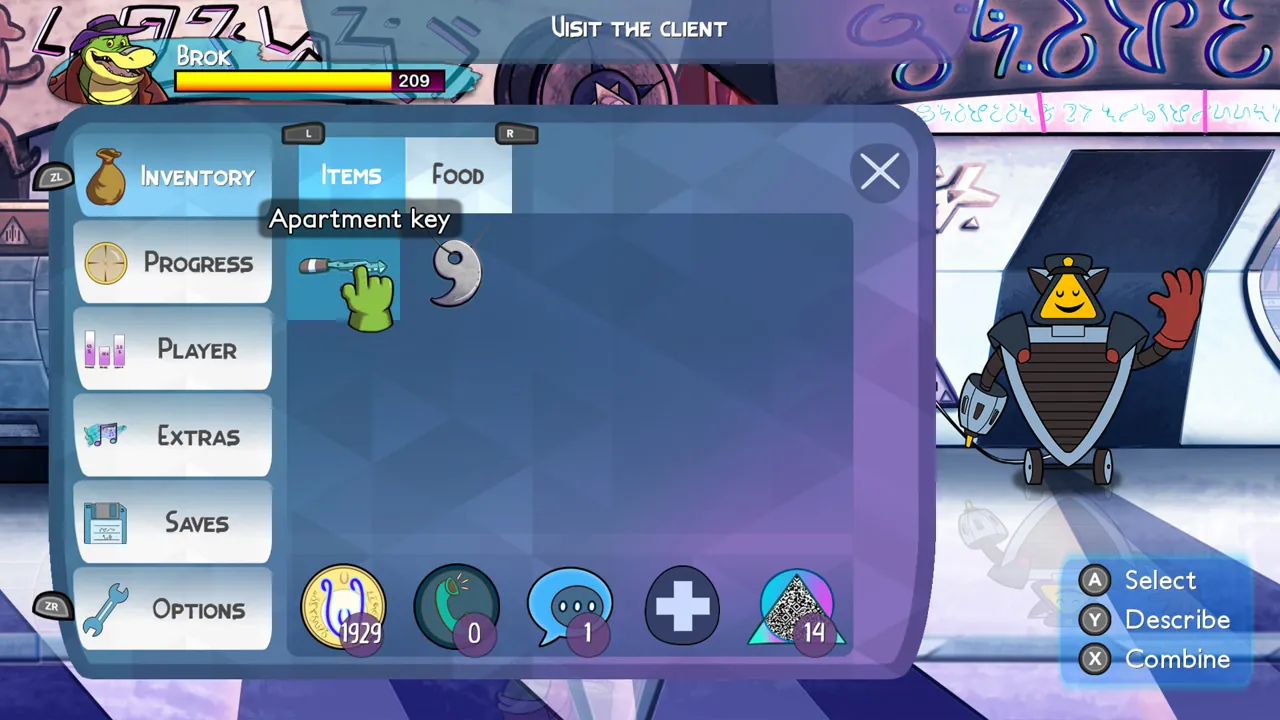 VISIT THE CLIENT
BROK
209
L
R
ZL
INVENTORY
ITEMS
FOOD
Apartment key
PROGRESS
PLAYER
EXTRAS
SAVES
ZR
OPTIONS
1929
0
1
14
A Select
Y Describe
X Combine